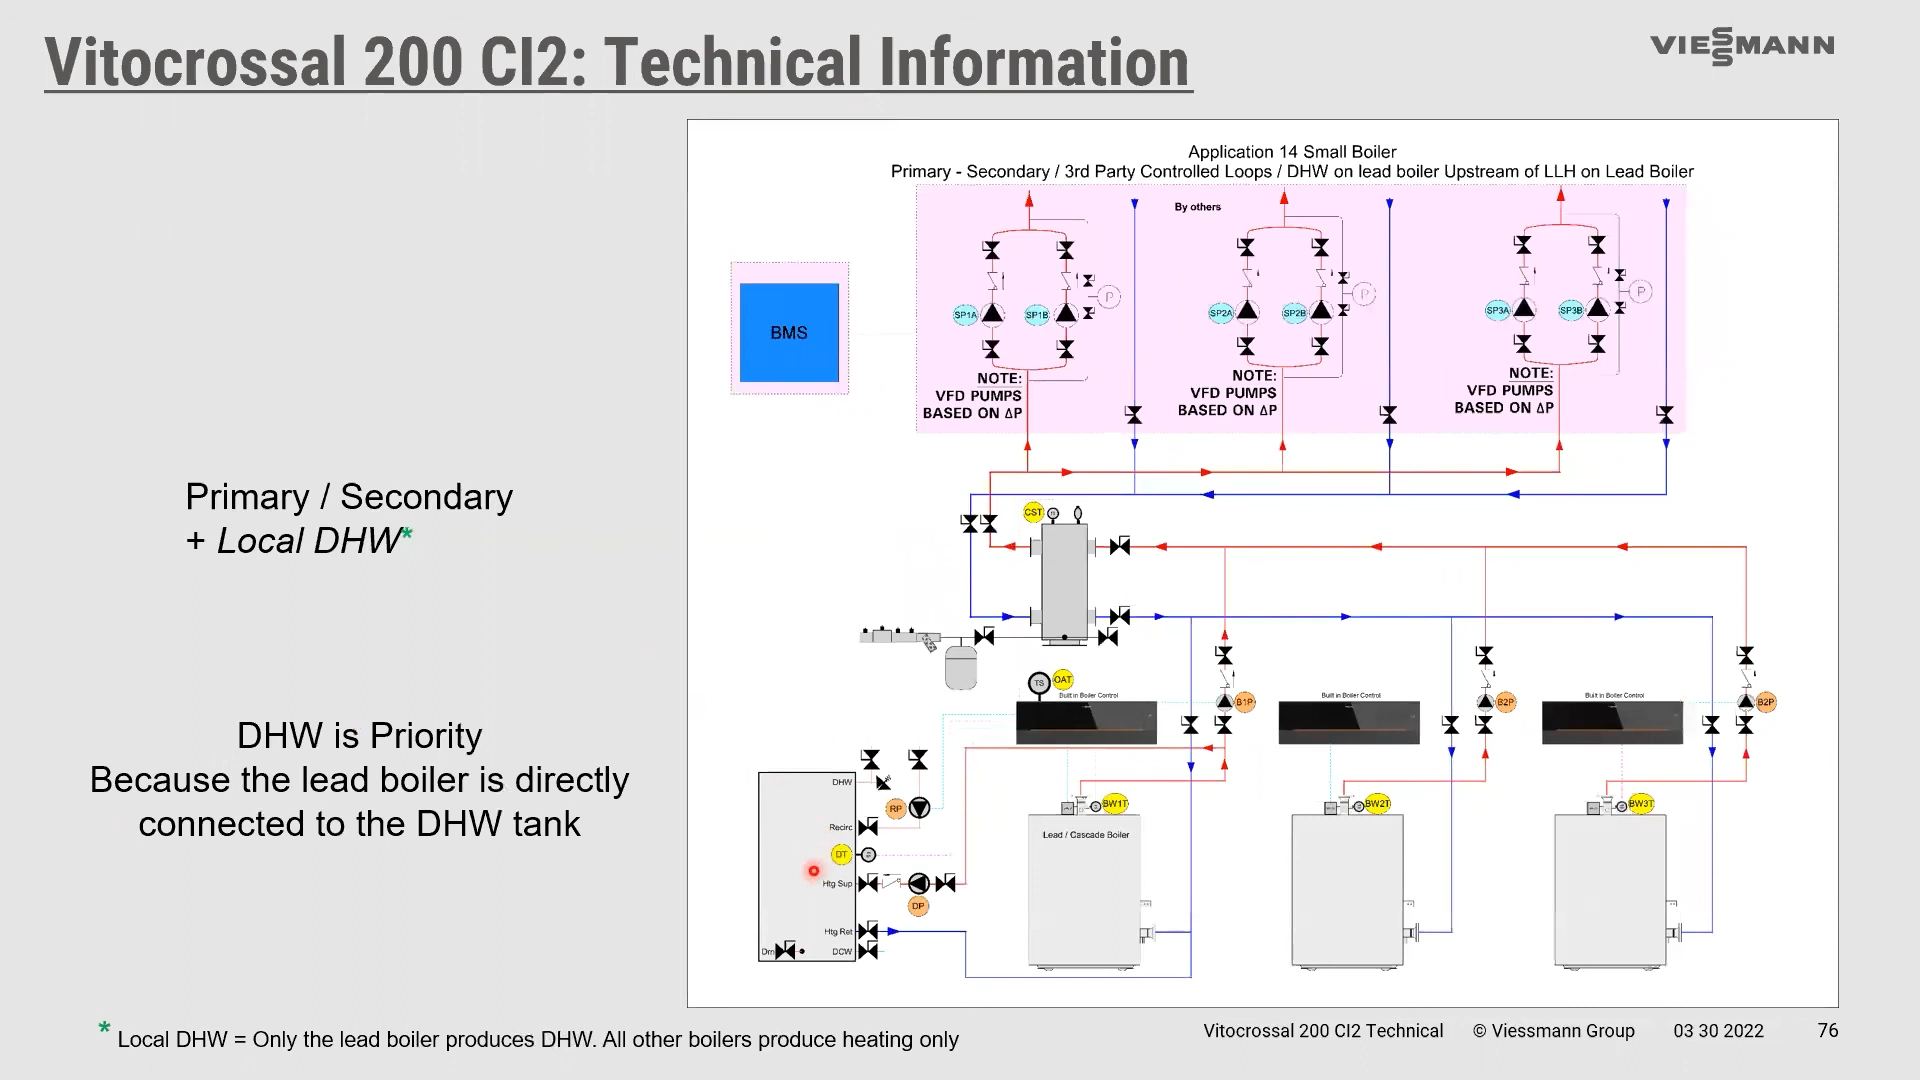 Vitocrossal 200 CI2: Technical Information
VIESSMANN
Application 14 Small Boiler
Primary - Secondary / 3rd Party Controlled Loops / DHW on lead boiler Upstream of LLH on Lead Boiler
By others
BMS
SP1A
SP1B
P
SP2A
SP2B
P
SP3A
SP3B
P
NOTE:
VFD PUMPS
BASED ON ΔP
NOTE:
VFD PUMPS
BASED ON ΔP
NOTE:
VFD PUMPS
BASED ON ΔP
Primary / Secondary
+ Local DHW*
CST
TS
OAT
Built in Boiler Control
B1P
Built in Boiler Control
B2P
Built in Boiler Control
B2P
DHW is Priority
Because the lead boiler is directly
connected to the DHW tank
DHW
RP
Recirc
DT
Htg Sup
DP
Htg Ret
Drn
DCW
BW1T
Lead / Cascade Boiler
BW2T
BW3T
* Local DHW = Only the lead boiler produces DHW. All other boilers produce heating only
Vitocrossal 200 CI2 Technical © Viessmann Group 03 30 2022 76